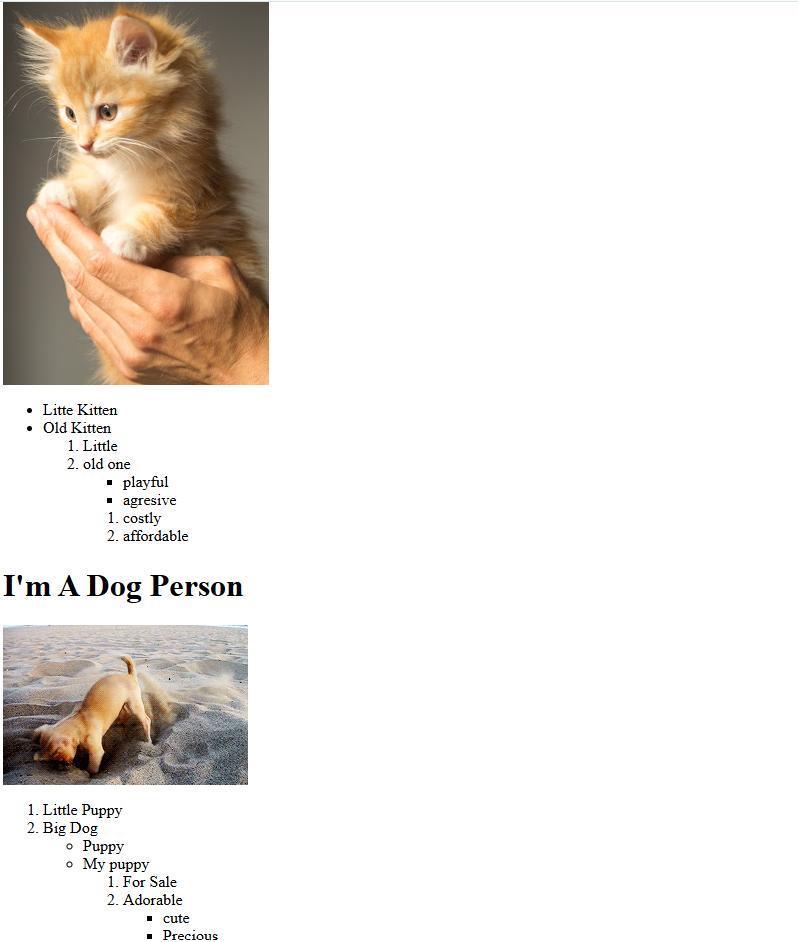 Litte Kitten
Old Kitten
1. Little
2. old one
playful
agresive
1. costly
2. affordable
I'm A Dog Person
1. Little Puppy
2. Big Dog
Puppy
My puppy
1. For Sale
2. Adorable
cute
Precious